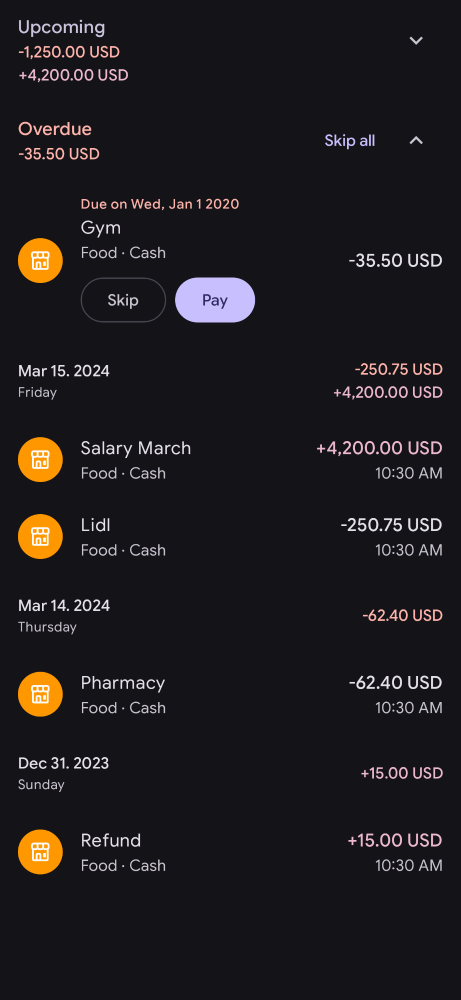 Upcoming
-1,250.00 USD
+4,200.00 USD
Overdue
-35.50 USD
Skip all
Due on Wed, Jan 1 2020
Gym
Food · Cash
-35.50 USD
Skip
Pay
Mar 15. 2024
Friday
-250.75 USD
+4,200.00 USD
Salary March
Food · Cash
+4,200.00 USD
10:30 AM
Lidl
Food · Cash
-250.75 USD
10:30 AM
Mar 14. 2024
Thursday
-62.40 USD
Pharmacy
Food · Cash
-62.40 USD
10:30 AM
Dec 31. 2023
Sunday
+15.00 USD
Refund
Food · Cash
+15.00 USD
10:30 AM